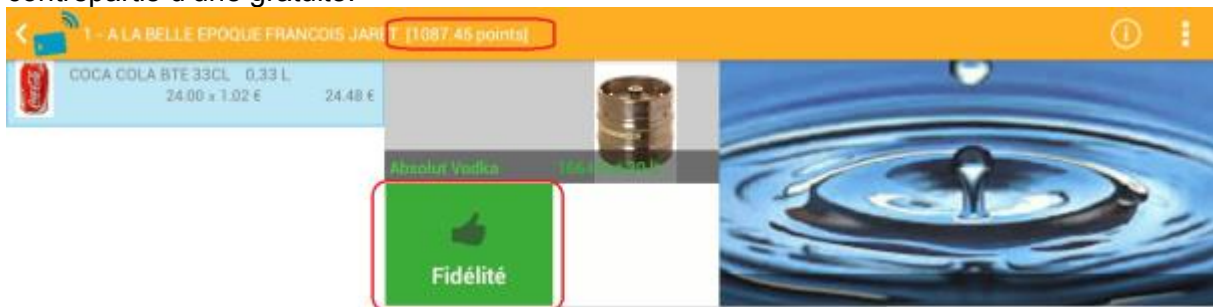 contrepartie d'une gratuité.
1 - A LA BELLE EPOQUE FRANCOIS JARET [1087.45 points]
COCA COLA BTE 33CL 0,33 L
24.00 x 1.02 € 24.48 €
Absolut Vodka
Fidélité